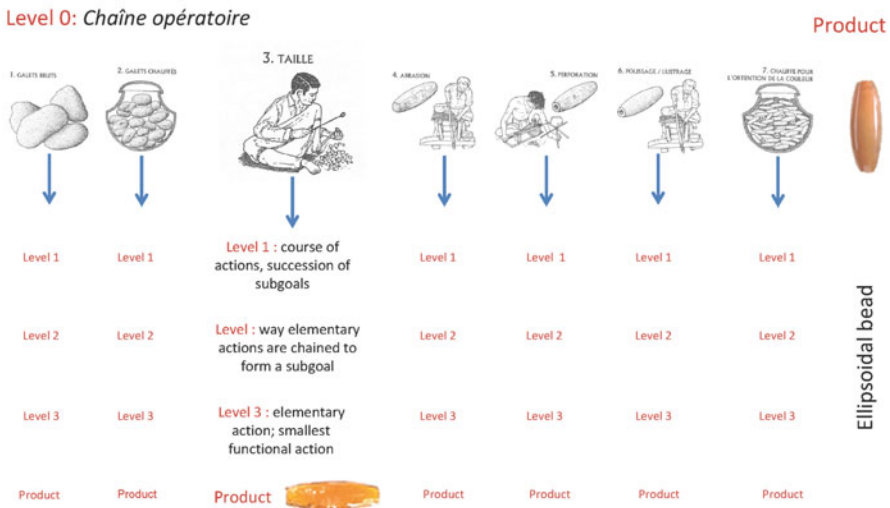 Level 0: Chaîne opératoire
Product
1. GALETS BRUTS
2. GALETS CHAUFFÉS
3. TAILLE
4. ABRASION
5. PERFORATION
6. POLISSAGE / LUSTRAGE
7. CHAUFFE POUR
L'OBTENTION DE LA COULEUR
Level 1
Level 1
Level 1 : course of
actions, succession of
subgoals
Level 1
Level 1
Level 1
Level 1
Level 2
Level 2
Level : way elementary
actions are chained to
form a subgoal
Level 2
Level 2
Level 2
Level 2
Level 3
Level 3
Level 3 : elementary
action; smallest
functional action
Level 3
Level 3
Level 3
Level 3
Ellipsoidal bead
Product
Product
Product
Product
Product
Product
Product